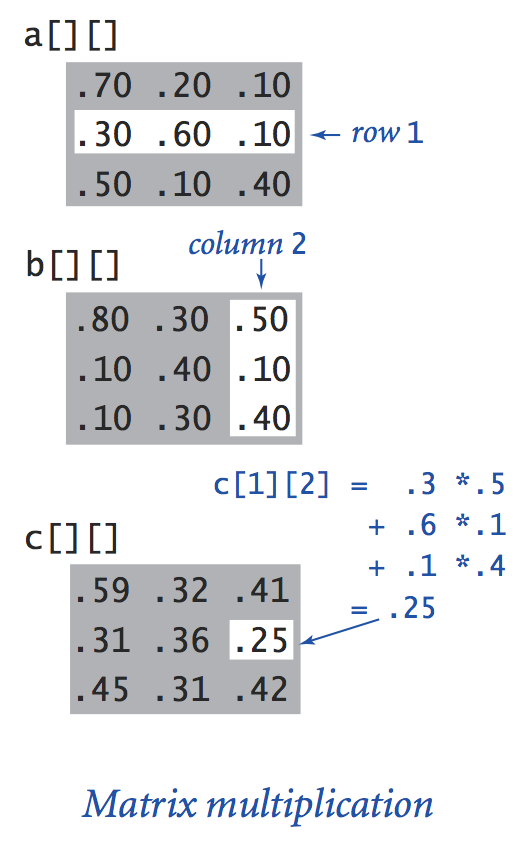 a[][]
.70 .20 .10
.30 .60 .10 row 1
.50 .10 .40
column 2
b[][]
.80 .30 .50
.10 .40 .10
.10 .30 .40
c[1][2] = .3 *.5
+ .6 *.1
+ .1 *.4
= .25
c[][]
.59 .32 .41
.31 .36 .25
.45 .31 .42
Matrix multiplication